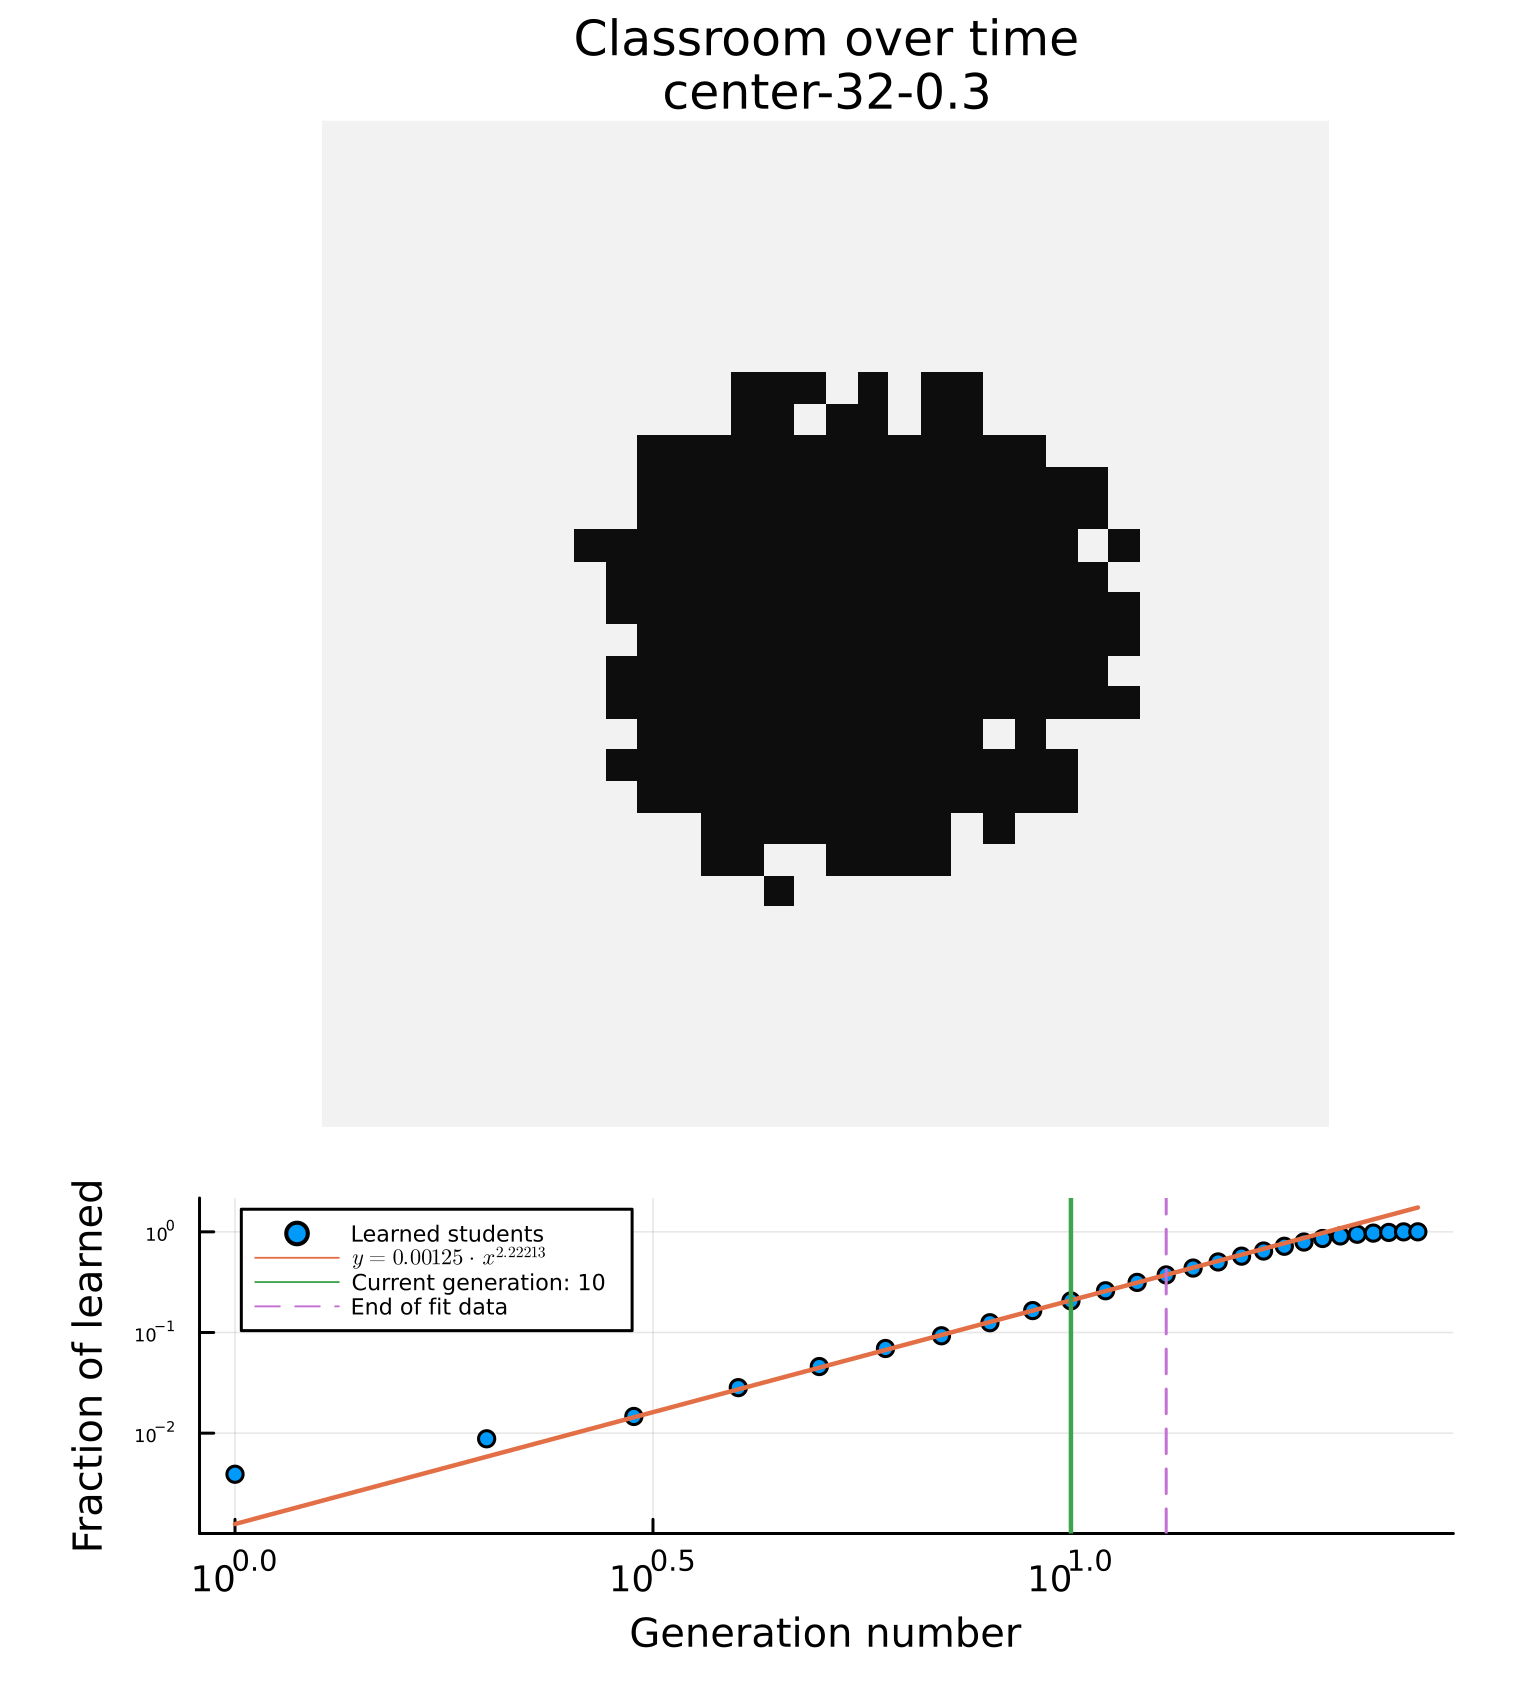 Classroom over time
center-32-0.3
Fraction of learned
10^0
10^−1
10^−2
Learned students
y = 0.00125 · x^2.22213
Current generation: 10
End of fit data
10^0.0 10^0.5 10^1.0
Generation number